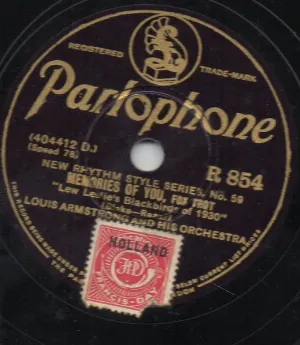 REGISTERED
TRADE-MARK
Parlophone
(404412 D)
(Speed 78)
R 854
NEW RHYTHM STYLE SERIES, NO. 59
MEMORIES OF YOU, FOX TROT
"Lew Leslie's Blackbirds of 1930"
LOUIS ARMSTRONG AND HIS ORCHESTRA
HOLLAND